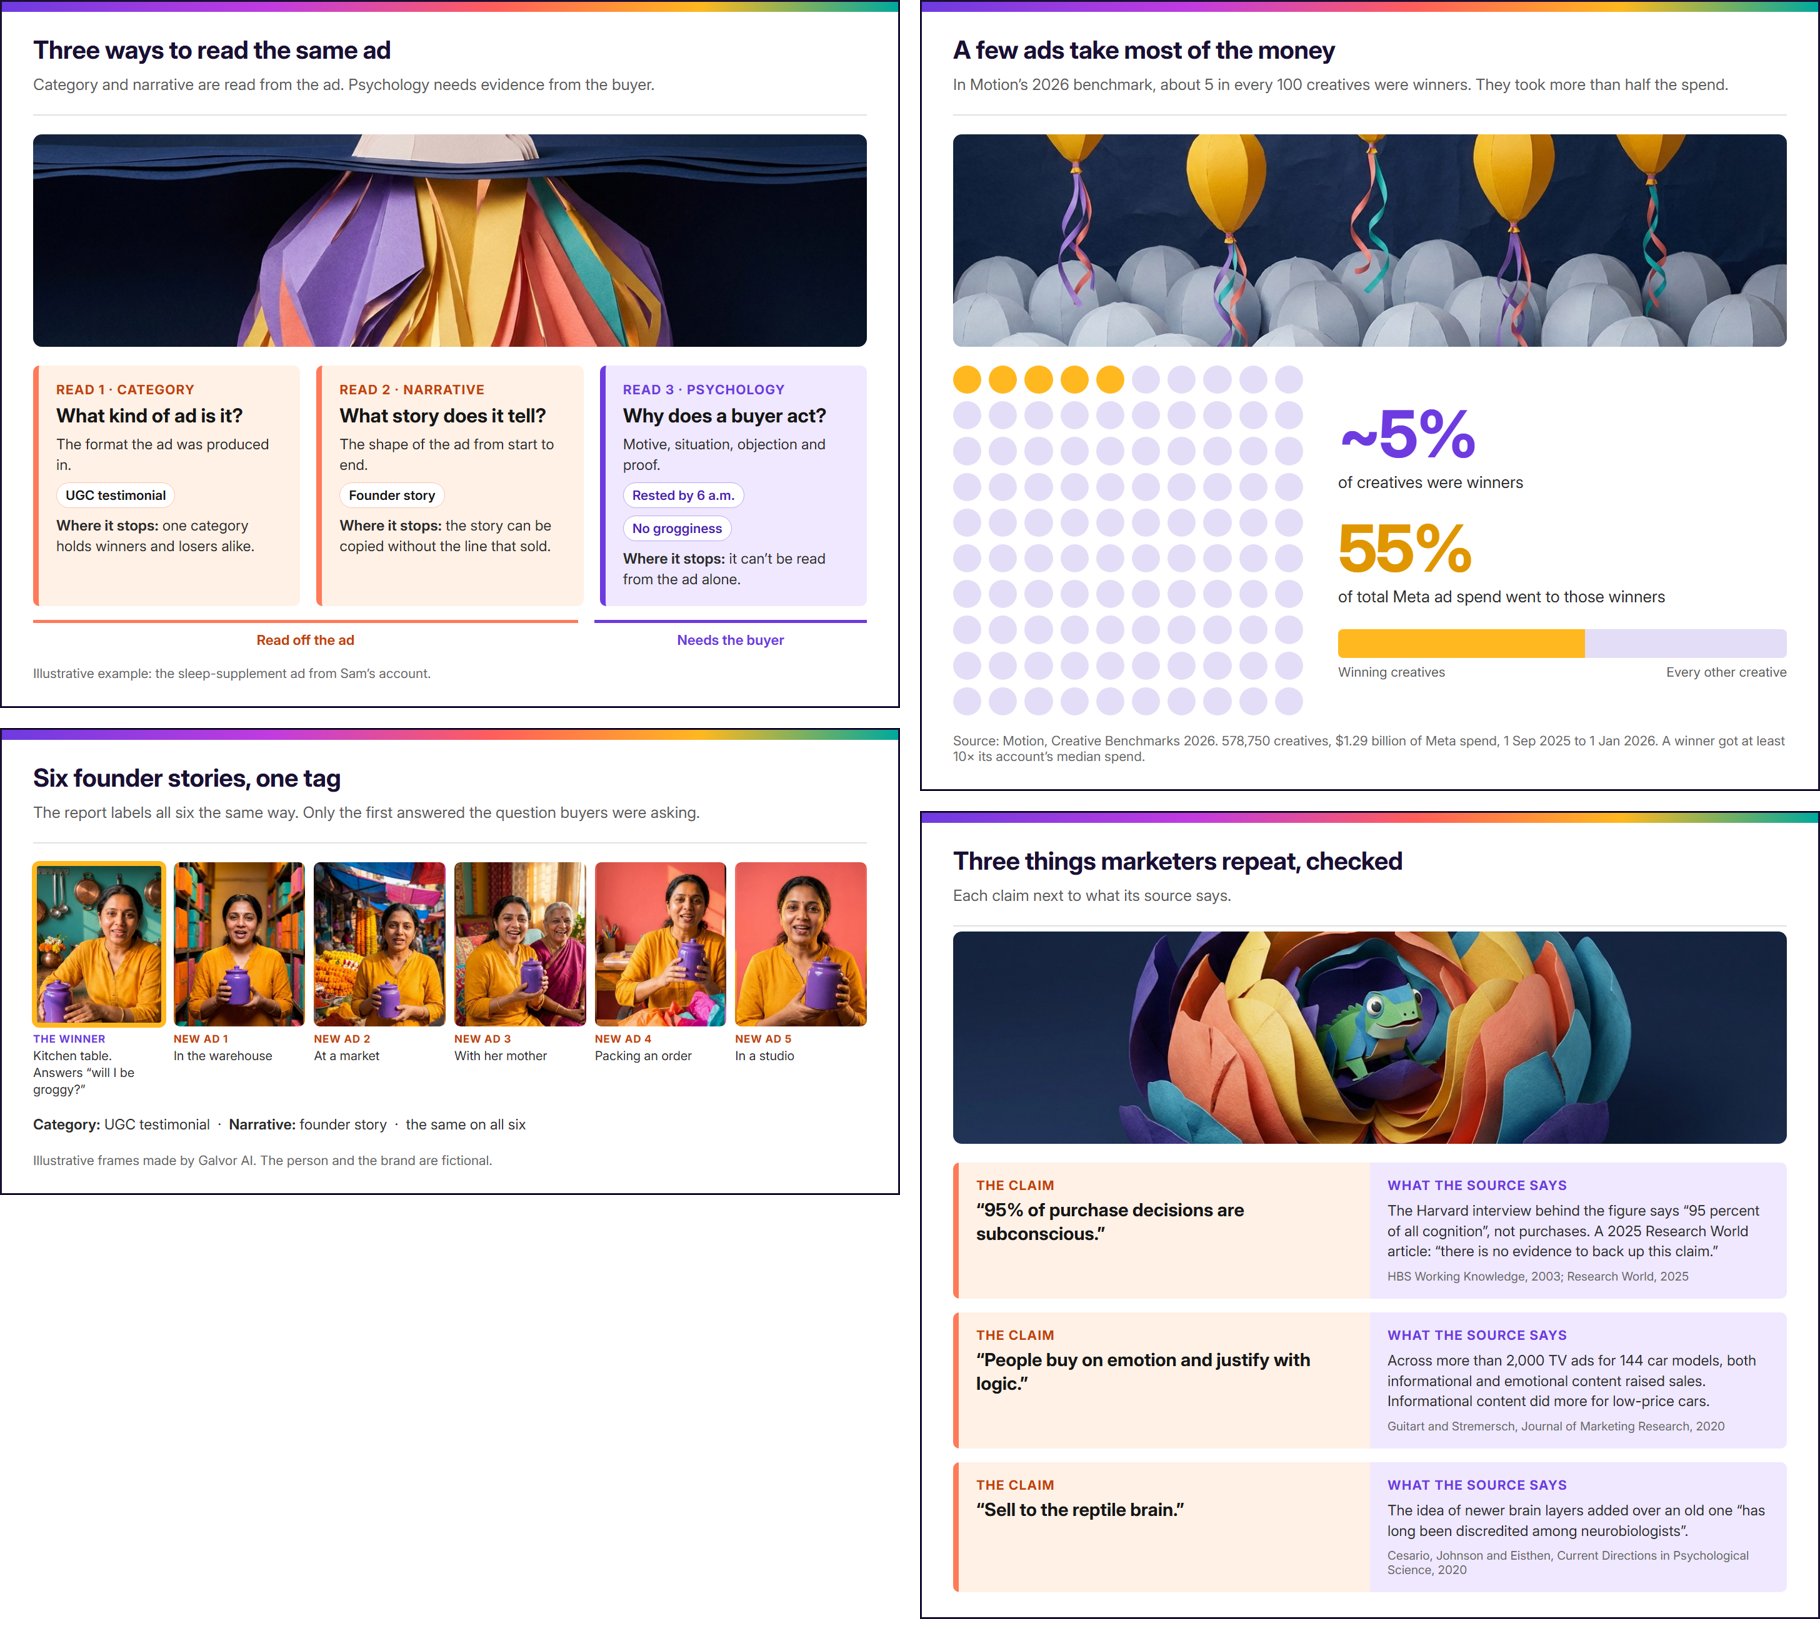 Three ways to read the same ad
Category and narrative are read from the ad. Psychology needs evidence from the buyer.
READ 1 · CATEGORY
What kind of ad is it?
The format the ad was produced
in.
UGC testimonial
Where it stops: one category
holds winners and losers alike.
READ 2 · NARRATIVE
What story does it tell?
The shape of the ad from start to
end.
Founder story
Where it stops: the story can be
copied without the line that sold.
READ 3 · PSYCHOLOGY
Why does a buyer act?
Motive, situation, objection and
proof.
Rested by 6 a.m.
No grogginess
Where it stops: it can’t be read
from the ad alone.
Read off the ad
Needs the buyer
Illustrative example: the sleep-supplement ad from Sam’s account.
Six founder stories, one tag
The report labels all six the same way. Only the first answered the question buyers were asking.
THE WINNER
Kitchen table.
Answers “will I be
groggy?”
NEW AD 1
In the warehouse
NEW AD 2
At a market
NEW AD 3
With her mother
NEW AD 4
Packing an order
NEW AD 5
In a studio
Category: UGC testimonial · Narrative: founder story · the same on all six
Illustrative frames made by Galvor AI. The person and the brand are fictional.
A few ads take most of the money
In Motion’s 2026 benchmark, about 5 in every 100 creatives were winners. They took more than half the spend.
~5%
of creatives were winners
55%
of total Meta ad spend went to those winners
Winning creatives
Every other creative
Source: Motion, Creative Benchmarks 2026. 578,750 creatives, $1.29 billion of Meta spend, 1 Sep 2025 to 1 Jan 2026. A winner got at least
10× its account’s median spend.
Three things marketers repeat, checked
Each claim next to what its source says.
THE CLAIM
“95% of purchase decisions are
subconscious.”
WHAT THE SOURCE SAYS
The Harvard interview behind the figure says “95 percent
of all cognition”, not purchases. A 2025 Research World
article: “there is no evidence to back up this claim.”
HBS Working Knowledge, 2003; Research World, 2025
THE CLAIM
“People buy on emotion and justify with
logic.”
WHAT THE SOURCE SAYS
Across more than 2,000 TV ads for 144 car models, both
informational and emotional content raised sales.
Informational content did more for low-price cars.
Guitart and Stremersch, Journal of Marketing Research, 2020
THE CLAIM
“Sell to the reptile brain.”
WHAT THE SOURCE SAYS
The idea of newer brain layers added over an old one “has
long been discredited among neurobiologists”.
Cesario, Johnson and Eisthen, Current Directions in Psychological
Science, 2020